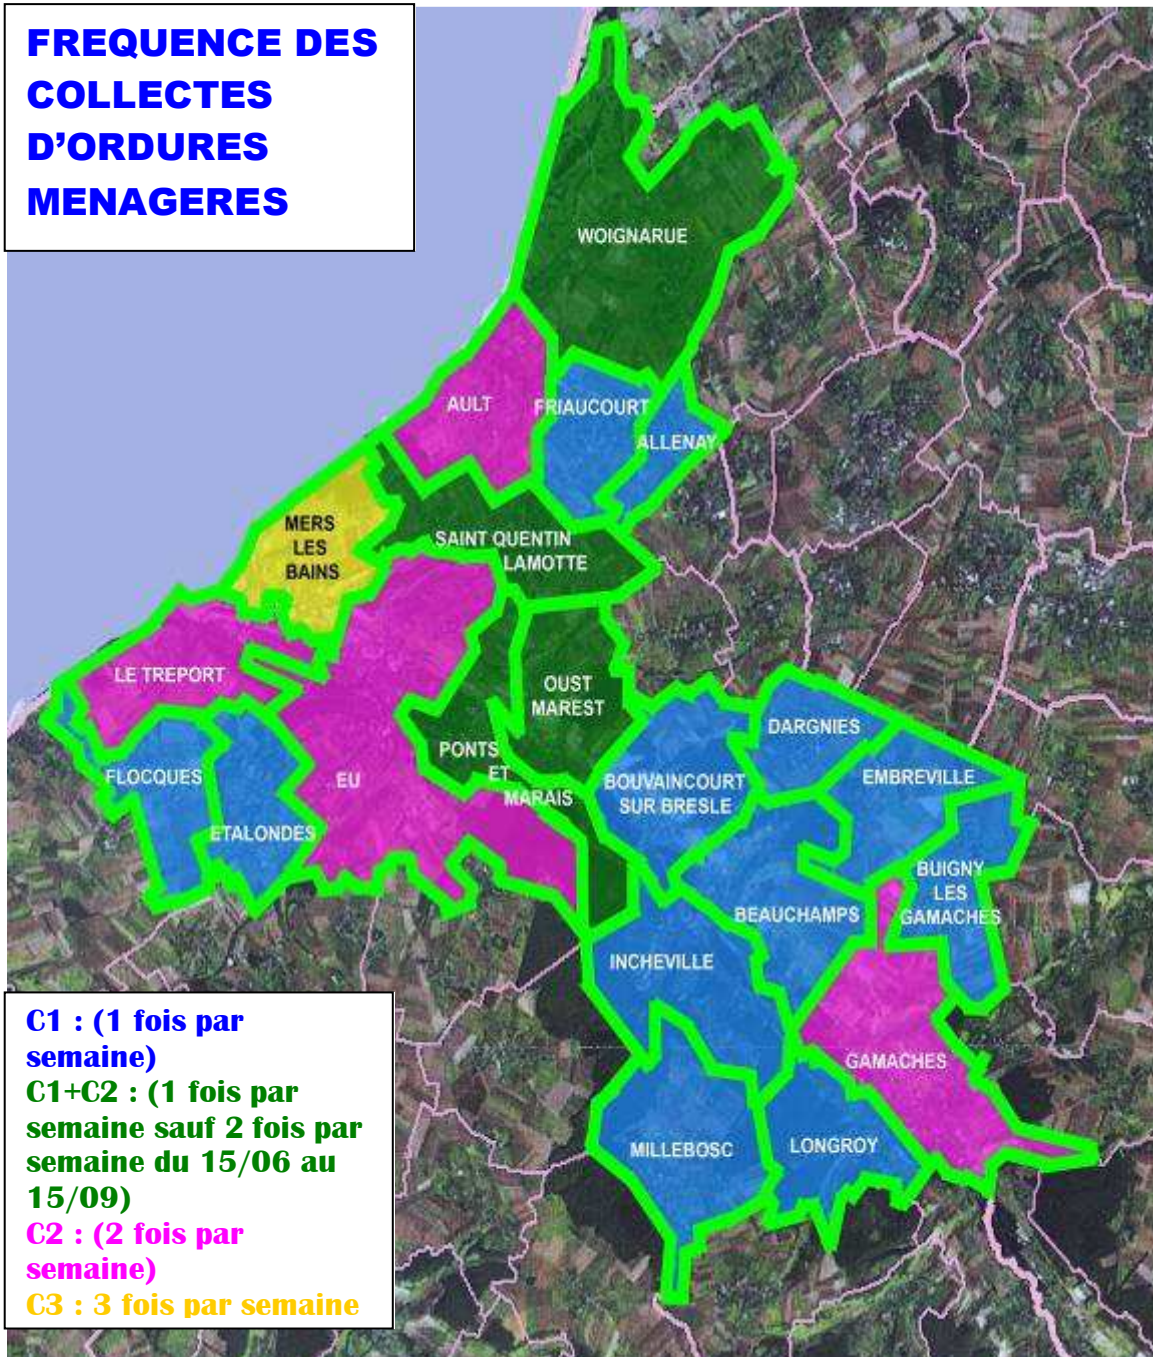 FREQUENCE DES
COLLECTES
D'ORDURES
MENAGERES
WOIGNARUE
AULT
FRIAUCOURT
ALLENAY
MERS
LES
BAINS
SAINT QUENTIN
LAMOTTE
LE TREPORT
OUST
MAREST
DARGNIES
PONTS
ET
MARAIS
FLOCQUES
EU
BOUVAINCOURT
SUR BRESLE
EMBREVILLE
ETALONDES
BUIGNY
LES
GAMACHES
BEAUCHAMPS
INCHEVILLE
GAMACHES
MILLEBOSC
LONGROY
C1 : (1 fois par
semaine)
C1+C2 : (1 fois par
semaine sauf 2 fois par
semaine du 15/06 au
15/09)
C2 : (2 fois par
semaine)
C3 : 3 fois par semaine